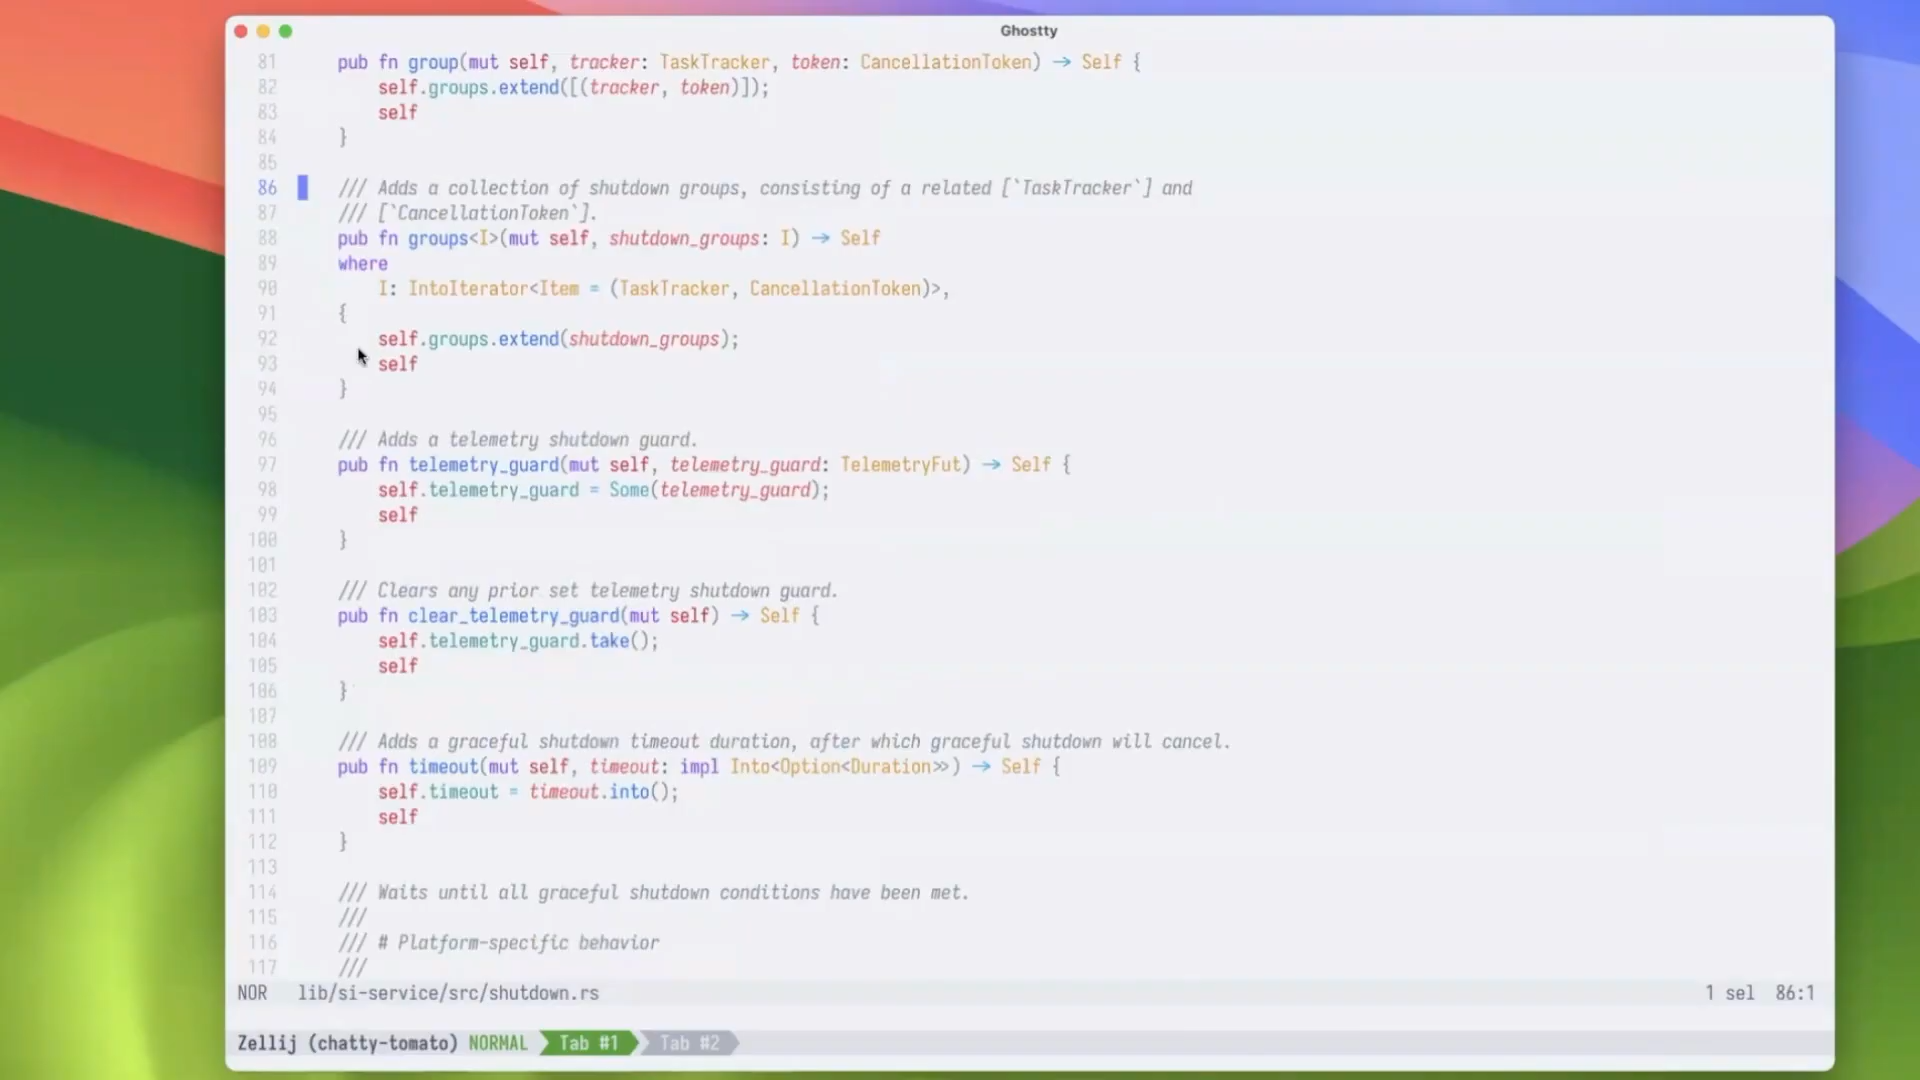 Ghostty
81 pub fn group(mut self, tracker: TaskTracker, token: CancellationToken) → Self {
82 self.groups.extend([(tracker, token)]);
83 self
84 }
85
86 /// Adds a collection of shutdown groups, consisting of a related [`TaskTracker`] and
87 /// [`CancellationToken`].
88 pub fn groups<I>(mut self, shutdown_groups: I) → Self
89 where
90 I: IntoIterator<Item = (TaskTracker, CancellationToken)>,
91 {
92 self.groups.extend(shutdown_groups);
93 self
94 }
95
96 /// Adds a telemetry shutdown guard.
97 pub fn telemetry_guard(mut self, telemetry_guard: TelemetryFut) → Self {
98 self.telemetry_guard = Some(telemetry_guard);
99 self
100 }
101
102 /// Clears any prior set telemetry shutdown guard.
103 pub fn clear_telemetry_guard(mut self) → Self {
104 self.telemetry_guard.take();
105 self
106 }
107
108 /// Adds a graceful shutdown timeout duration, after which graceful shutdown will cancel.
109 pub fn timeout(mut self, timeout: impl Into<Option<Duration>>) → Self {
110 self.timeout = timeout.into();
111 self
112 }
113
114 /// Waits until all graceful shutdown conditions have been met.
115 ///
116 /// # Platform-specific behavior
117 ///
NOR lib/si-service/src/shutdown.rs 1 sel 86:1
Zellij (chatty-tomato) NORMAL Tab #1 Tab #2